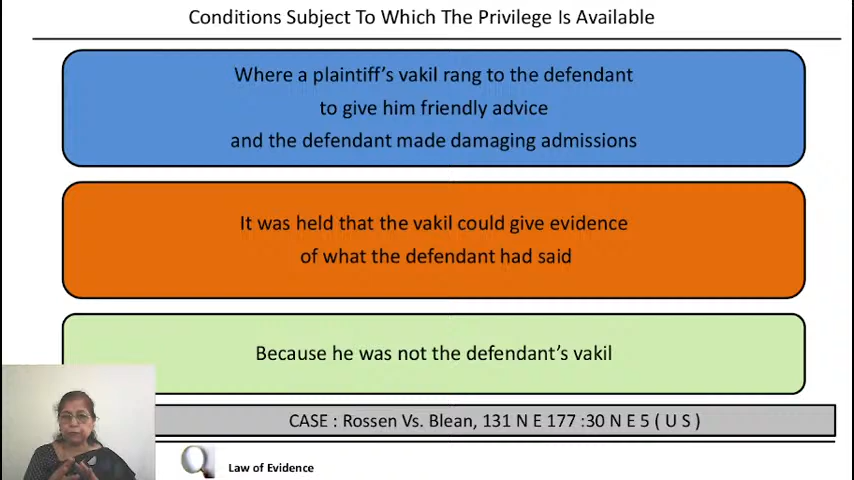 Conditions Subject To Which The Privilege Is Available
Where a plaintiff's vakil rang to the defendant
to give him friendly advice
and the defendant made damaging admissions
It was held that the vakil could give evidence
of what the defendant had said
Because he was not the defendant's vakil
CASE : Rossen Vs. Blean, 131 N E 177 :30 N E 5 ( U S )
Law of Evidence